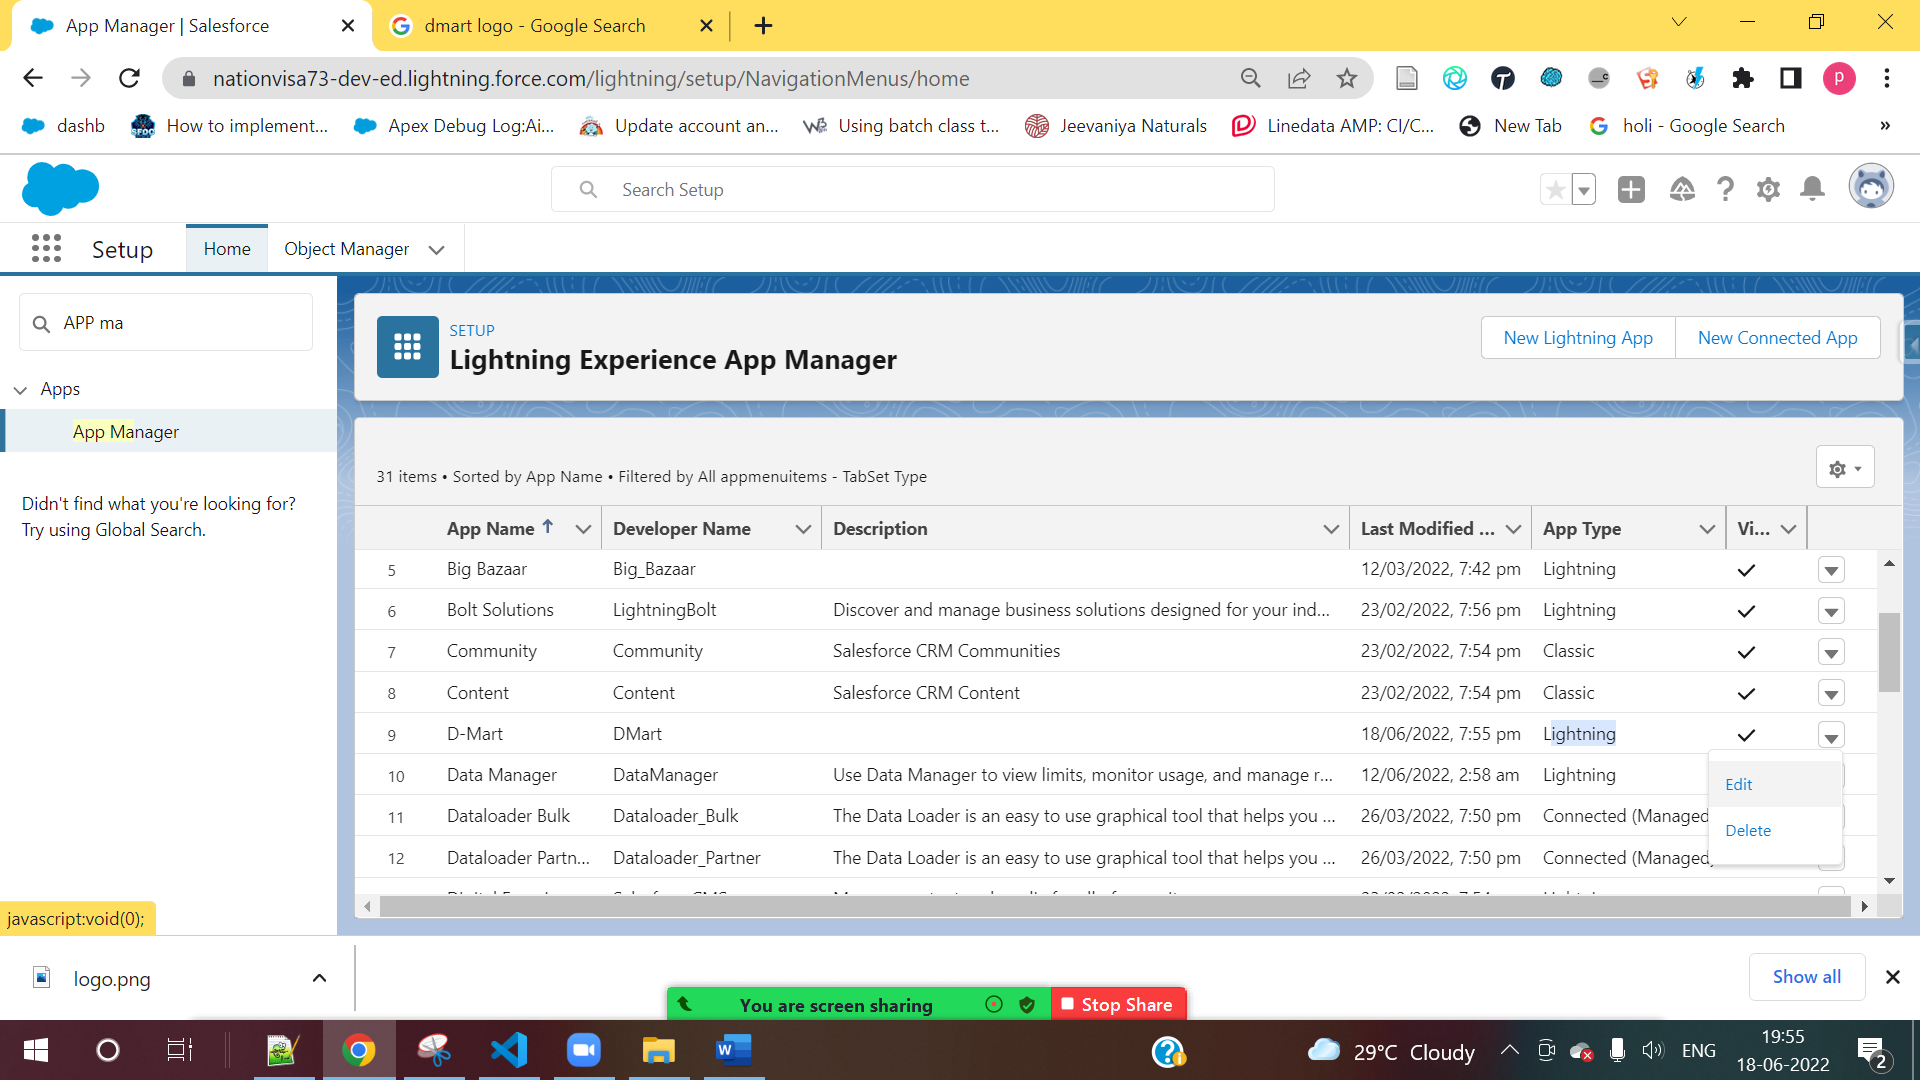 App Manager | Salesforce
dmart logo - Google Search
nationvisa73-dev-ed.lightning.force.com/lightning/setup/NavigationMenus/home
p
dashb
How to implement...
Apex Debug Log:Ai...
Update account an...
Using batch class t...
Jeevaniya Naturals
Linedata AMP: CI/C...
New Tab
holi - Google Search
»
Search Setup
Setup
Home
Object Manager
APP ma
Apps
App Manager
Didn't find what you're looking for?
Try using Global Search.
SETUP
Lightning Experience App Manager
New Lightning App
New Connected App
31 items • Sorted by App Name • Filtered by All appmenuitems - TabSet Type
App Name ↑ Developer Name Description Last Modified ... App Type Vi...
5 Big Bazaar Big_Bazaar 12/03/2022, 7:42 pm Lightning
6 Bolt Solutions LightningBolt Discover and manage business solutions designed for your ind... 23/02/2022, 7:56 pm Lightning
7 Community Community Salesforce CRM Communities 23/02/2022, 7:54 pm Classic
8 Content Content Salesforce CRM Content 23/02/2022, 7:54 pm Classic
9 D-Mart DMart 18/06/2022, 7:55 pm Lightning
10 Data Manager DataManager Use Data Manager to view limits, monitor usage, and manage r... 12/06/2022, 2:58 am Lightning
11 Dataloader Bulk Dataloader_Bulk The Data Loader is an easy to use graphical tool that helps you ... 26/03/2022, 7:50 pm Connected (Managed)
12 Dataloader Partn... Dataloader_Partner The Data Loader is an easy to use graphical tool that helps you ... 26/03/2022, 7:50 pm Connected (Managed)
Edit
Delete
javascript:void(0);
logo.png
Show all
You are screen sharing
Stop Share
29°C Cloudy
ENG
19:55
18-06-2022
2